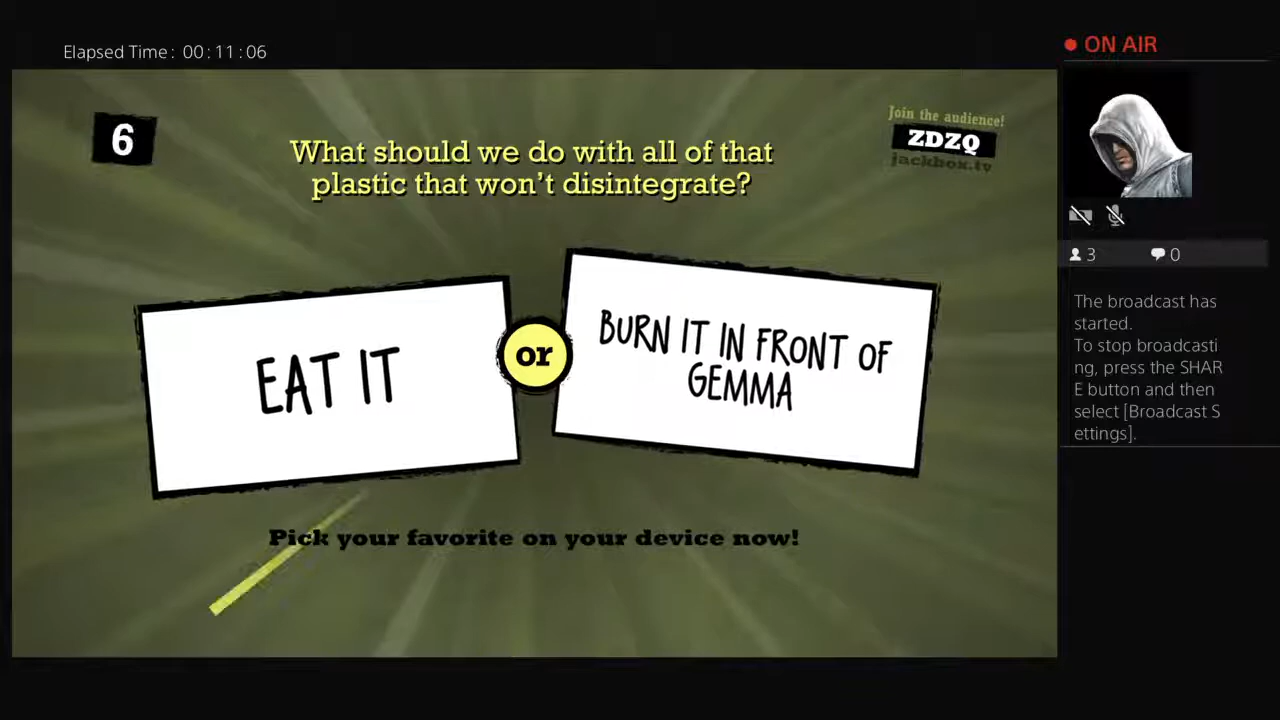 Elapsed Time: 00:11:06
ON AIR
6
What should we do with all of that
plastic that won't disintegrate?
Join the audience!
ZDZQ
jackbox.tv
EAT IT
or
BURN IT IN FRONT OF
GEMMA
Pick your favorite on your device now!
3
0
The broadcast has
started.
To stop broadcasti
ng, press the SHAR
E button and then
select [Broadcast S
ettings].